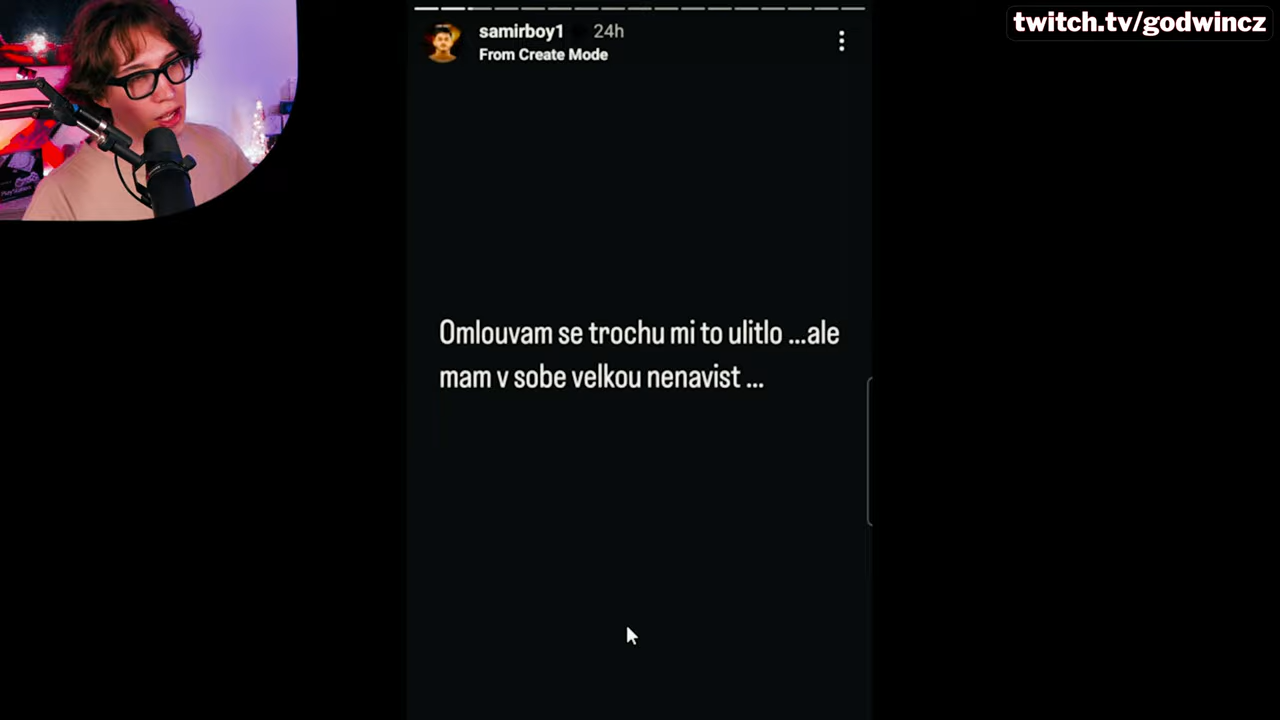 twitch.tv/godwincz
samirboy1 24h
From Create Mode
Omlouvam se trochu mi to ulitlo ...ale
mam v sobe velkou nenavist ...